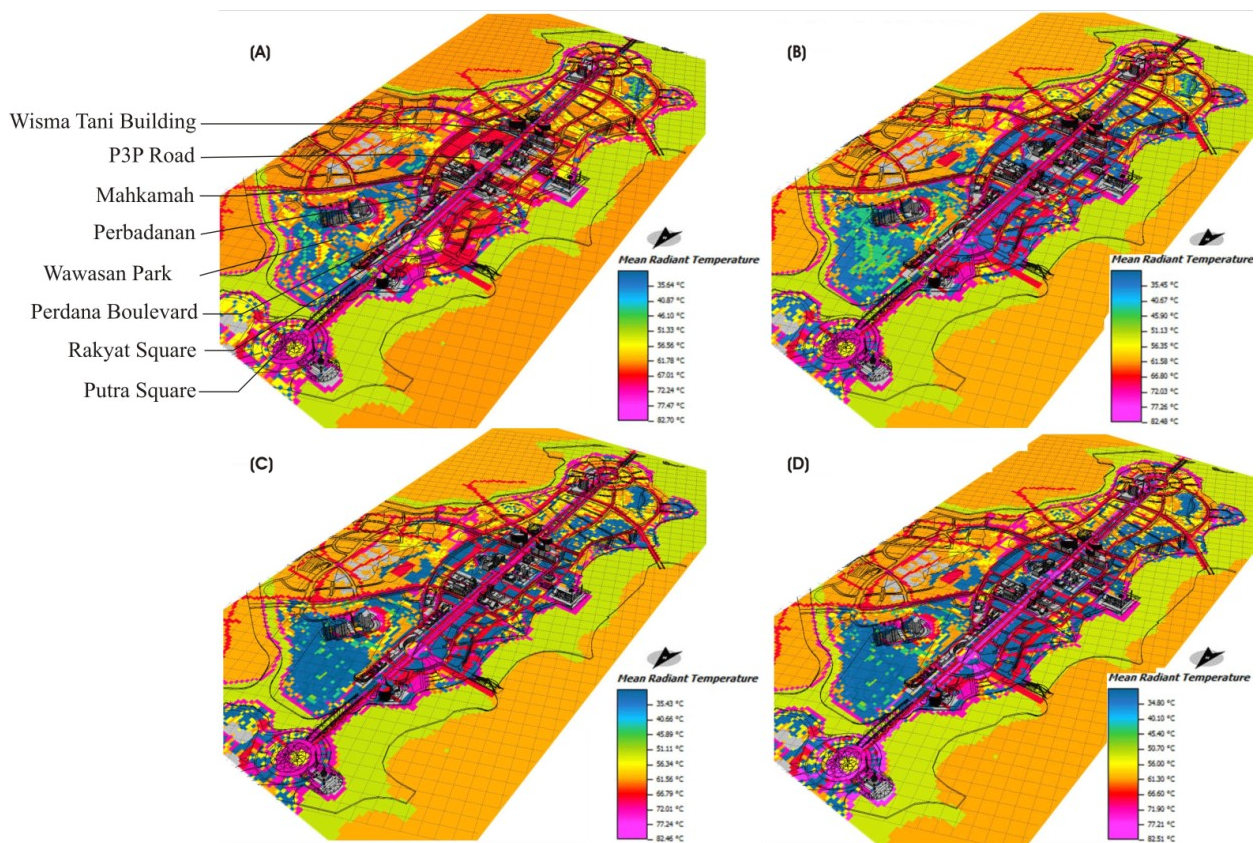 (A)
(B)
Wisma Tani Building
P3P Road
Mahkamah
Perbadanan
Wawasan Park
Perdana Boulevard
Rakyat Square
Putra Square
Mean Radiant Temperature
35.64 °C
40.87 °C
46.10 °C
51.33 °C
56.56 °C
61.78 °C
67.01 °C
72.24 °C
77.47 °C
82.70 °C
Mean Radiant Temperature
35.45 °C
40.67 °C
45.90 °C
51.13 °C
56.35 °C
61.58 °C
66.80 °C
72.03 °C
77.26 °C
82.48 °C
(C)
(D)
Mean Radiant Temperature
35.43 °C
40.66 °C
45.89 °C
51.11 °C
56.34 °C
61.56 °C
66.79 °C
72.01 °C
77.24 °C
82.46 °C
Mean Radiant Temperature
34.80 °C
40.10 °C
45.40 °C
50.70 °C
56.00 °C
61.30 °C
66.60 °C
71.90 °C
77.21 °C
82.51 °C